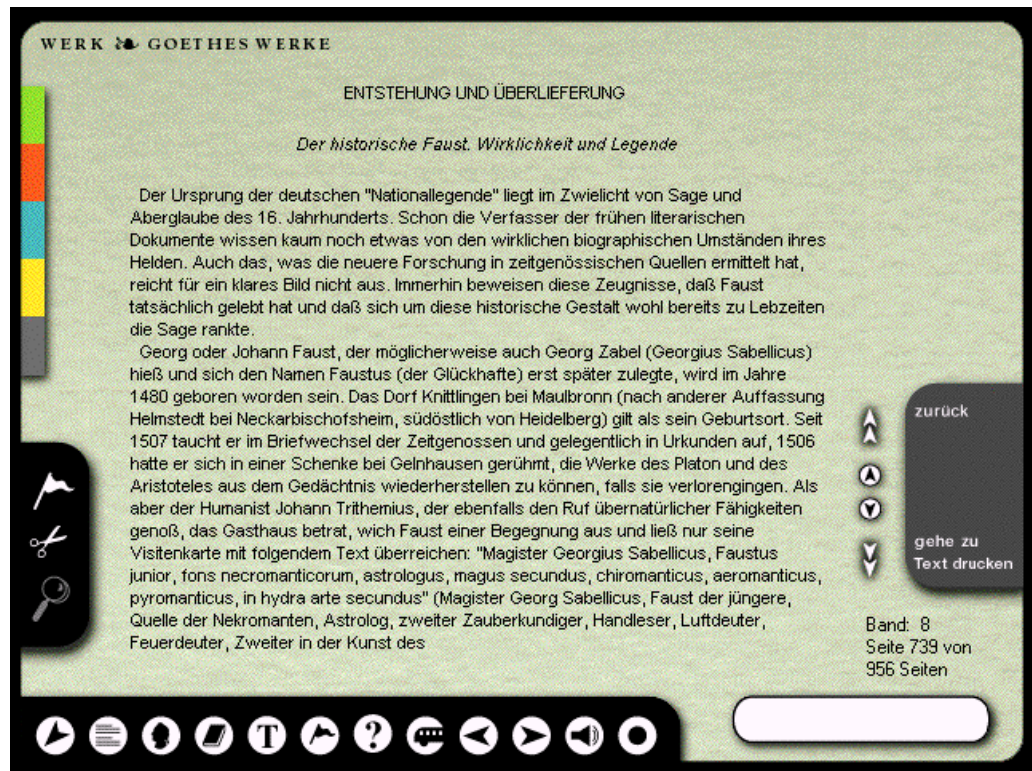 WERK ❧ GOETHES WERKE
ENTSTEHUNG UND ÜBERLIEFERUNG
Der historische Faust. Wirklichkeit und Legende
Der Ursprung der deutschen "Nationallegende" liegt im Zwielicht von Sage und
Aberglaube des 16. Jahrhunderts. Schon die Verfasser der frühen literarischen
Dokumente wissen kaum noch etwas von den wirklichen biographischen Umständen ihres
Helden. Auch das, was die neuere Forschung in zeitgenössischen Quellen ermittelt hat,
reicht für ein klares Bild nicht aus. Immerhin beweisen diese Zeugnisse, daß Faust
tatsächlich gelebt hat und daß sich um diese historische Gestalt wohl bereits zu Lebzeiten
die Sage rankte.
Georg oder Johann Faust, der möglicherweise auch Georg Zabel (Georgius Sabellicus)
hieß und sich den Namen Faustus (der Glückhafte) erst später zulegte, wird im Jahre
1480 geboren worden sein. Das Dorf Knittlingen bei Maulbronn (nach anderer Auffassung
Helmstedt bei Neckarbischofsheim, südöstlich von Heidelberg) gilt als sein Geburtsort. Seit
1507 taucht er im Briefwechsel der Zeitgenossen und gelegentlich in Urkunden auf, 1506
hatte er sich in einer Schenke bei Gelnhausen gerühmt, die Werke des Platon und des
Aristoteles aus dem Gedächtnis wiederherstellen zu können, falls sie verlorengingen. Als
aber der Humanist Johann Trithemius, der ebenfalls den Ruf übernatürlicher Fähigkeiten
genoß, das Gasthaus betrat, wich Faust einer Begegnung aus und ließ nur seine
Visitenkarte mit folgendem Text überreichen: "Magister Georgius Sabellicus, Faustus
junior, fons necromanticorum, astrologus, magus secundus, chiromanticus, aeromanticus,
pyromanticus, in hydra arte secundus" (Magister Georg Sabellicus, Faust der jüngere,
Quelle der Nekromanten, Astrolog, zweiter Zauberkundiger, Handleser, Luftdeuter,
Feuerdeuter, Zweiter in der Kunst des
zurück
gehe zu
Text drucken
Band: 8
Seite 739 von
956 Seiten
T
?